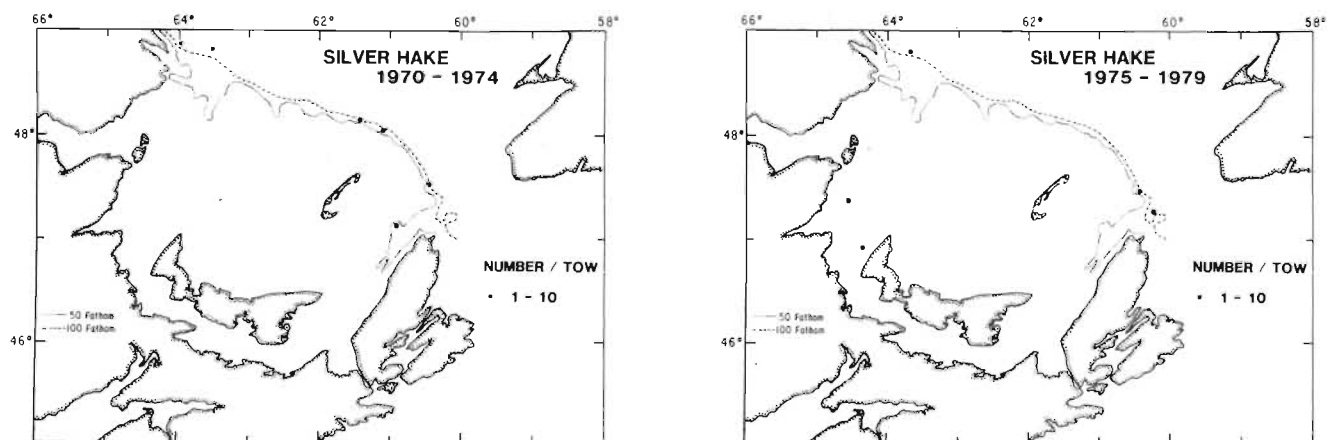 66° 64° 62° 60° 58°
SILVER HAKE
1970 - 1974
48°
NUMBER / TOW
• 1 - 10
50 Fathom
100 Fathom
46°
66° 64° 62° 60° 58°
SILVER HAKE
1975 - 1979
48°
NUMBER / TOW
• 1 - 10
50 Fathom
100 Fathom
46°